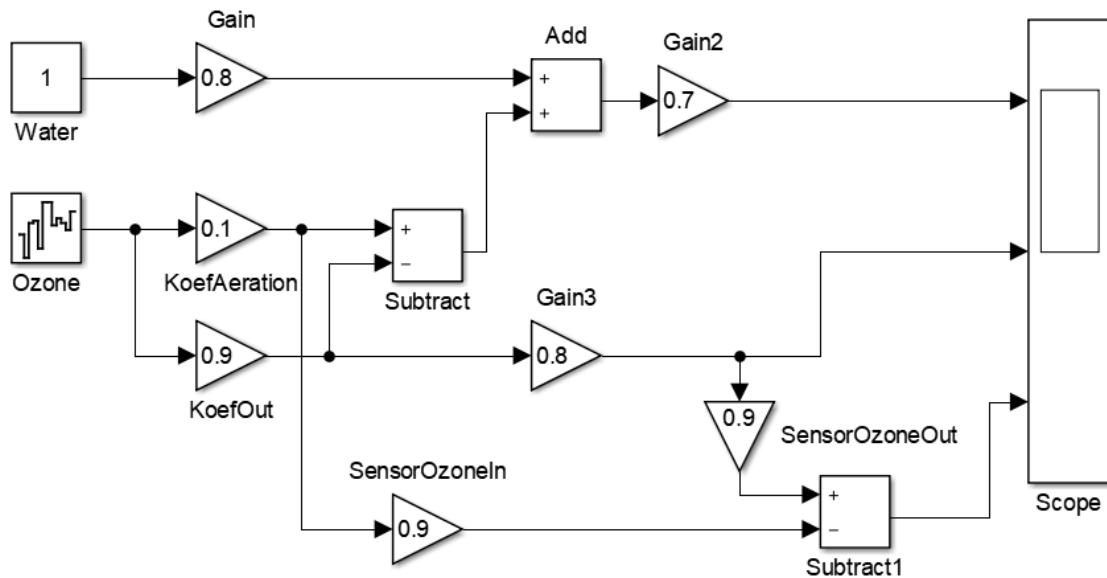 Gain
1
0.8
Water
Add
+
+
Gain2
0.7
Ozone
0.1
KoefAeration
+
−
Subtract
0.9
KoefOut
Gain3
0.8
0.9
SensorOzoneOut
SensorOzoneIn
0.9
+
−
Subtract1
Scope